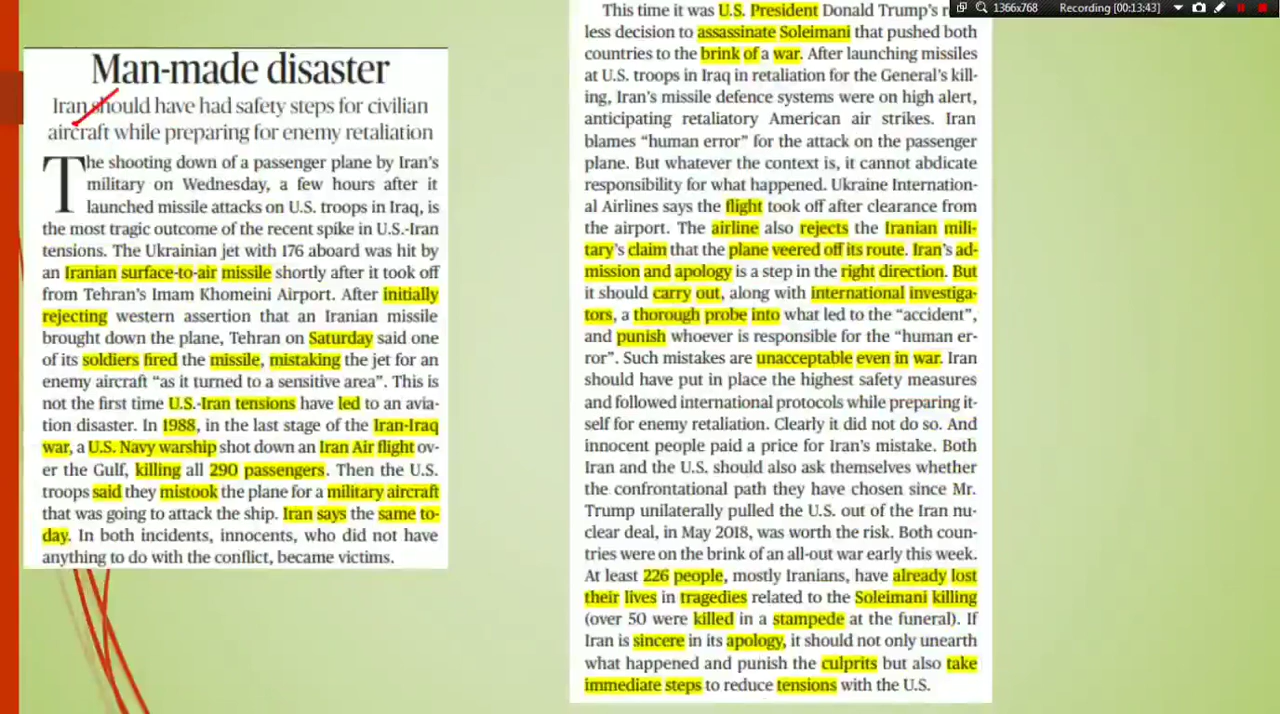 Man-made disaster
Iran should have had safety steps for civilian
aircraft while preparing for enemy retaliation
The shooting down of a passenger plane by Iran's
military on Wednesday, a few hours after it
launched missile attacks on U.S. troops in Iraq, is
the most tragic outcome of the recent spike in U.S.-Iran
tensions. The Ukrainian jet with 176 aboard was hit by
an Iranian surface-to-air missile shortly after it took off
from Tehran's Imam Khomeini Airport. After initially
rejecting western assertion that an Iranian missile
brought down the plane, Tehran on Saturday said one
of its soldiers fired the missile, mistaking the jet for an
enemy aircraft “as it turned to a sensitive area”. This is
not the first time U.S.-Iran tensions have led to an avia-
tion disaster. In 1988, in the last stage of the Iran-Iraq
war, a U.S. Navy warship shot down an Iran Air flight ov-
er the Gulf, killing all 290 passengers. Then the U.S.
troops said they mistook the plane for a military aircraft
that was going to attack the ship. Iran says the same to-
day. In both incidents, innocents, who did not have
anything to do with the conflict, became victims.
This time it was U.S. President Donald Trump's
less decision to assassinate Soleimani that pushed both
countries to the brink of a war. After launching missiles
at U.S. troops in Iraq in retaliation for the General's kill-
ing, Iran's missile defence systems were on high alert,
anticipating retaliatory American air strikes. Iran
blames “human error” for the attack on the passenger
plane. But whatever the context is, it cannot abdicate
responsibility for what happened. Ukraine Internation-
al Airlines says the flight took off after clearance from
the airport. The airline also rejects the Iranian mili-
tary's claim that the plane veered off its route. Iran's ad-
mission and apology is a step in the right direction. But
it should carry out, along with international investiga-
tors, a thorough probe into what led to the “accident”,
and punish whoever is responsible for the “human er-
ror”. Such mistakes are unacceptable even in war. Iran
should have put in place the highest safety measures
and followed international protocols while preparing it-
self for enemy retaliation. Clearly it did not do so. And
innocent people paid a price for Iran's mistake. Both
Iran and the U.S. should also ask themselves whether
the confrontational path they have chosen since Mr.
Trump unilaterally pulled the U.S. out of the Iran nu-
clear deal, in May 2018, was worth the risk. Both coun-
tries were on the brink of an all-out war early this week.
At least 226 people, mostly Iranians, have already lost
their lives in tragedies related to the Soleimani killing
(over 50 were killed in a stampede at the funeral). If
Iran is sincere in its apology, it should not only unearth
what happened and punish the culprits but also take
immediate steps to reduce tensions with the U.S.
1366x768 Recording [00:13:43]